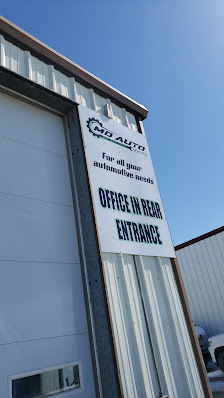 MD AUTO
For all your
automotive needs
OFFICE IN REAR
ENTRANCE